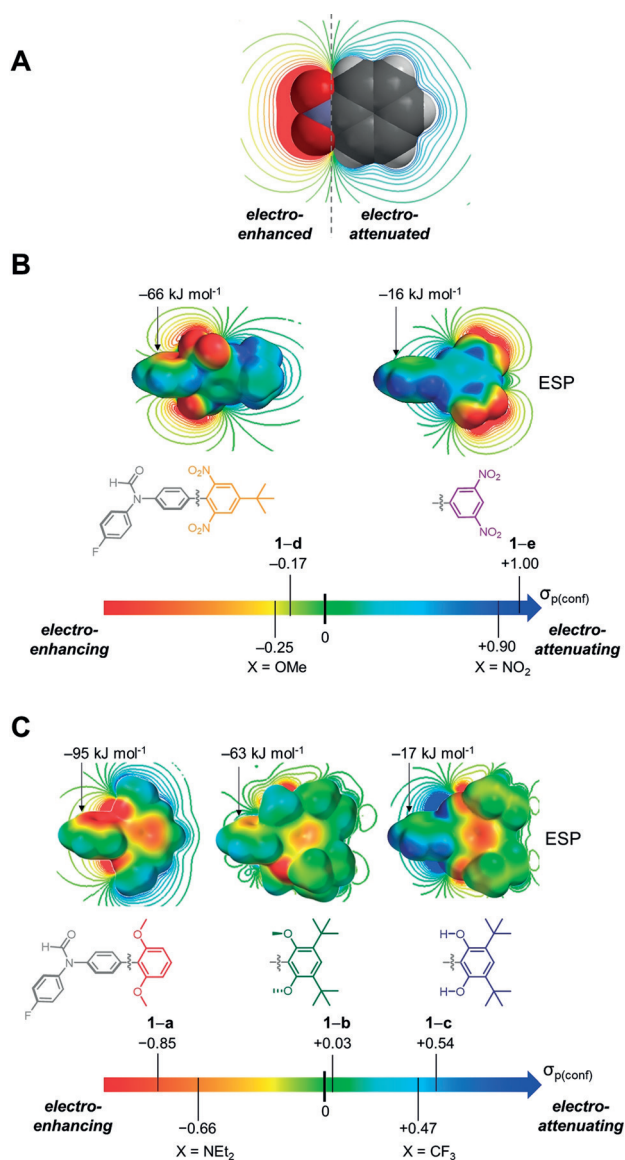 A
electro-
enhanced
electro-
attenuated
B
–66 kJ mol⁻¹
–16 kJ mol⁻¹
ESP
H
O
N
F
O₂N
NO₂
NO₂
NO₂
1–d
–0.17
1–e
+1.00
σp(conf)
electro-
enhancing
–0.25
X = OMe
0
+0.90
X = NO₂
electro-
attenuating
C
–95 kJ mol⁻¹
–63 kJ mol⁻¹
–17 kJ mol⁻¹
ESP
H
O
N
F
O
O
O
O
H–O
H–O
1–a
–0.85
1–b
+0.03
1–c
+0.54
σp(conf)
electro-
enhancing
–0.66
X = NEt₂
0
+0.47
X = CF₃
electro-
attenuating